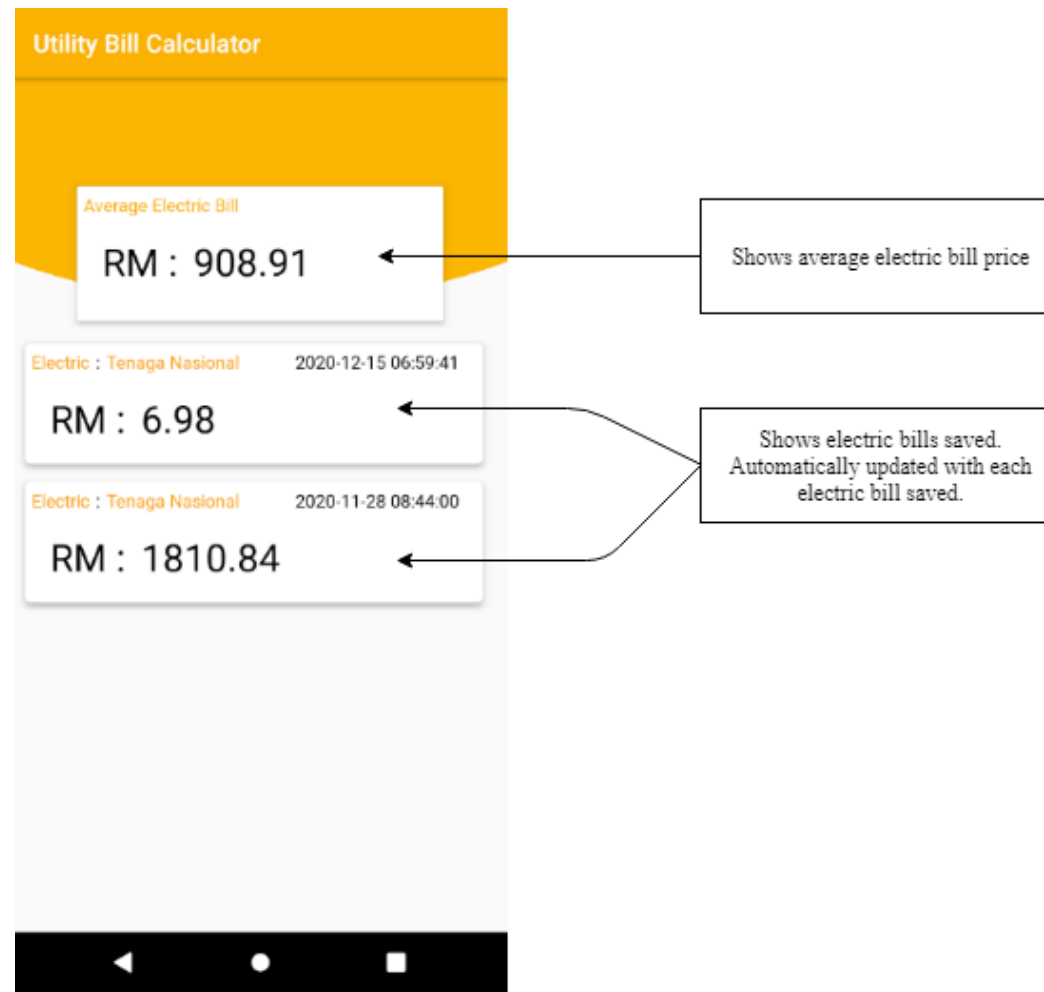 Utility Bill Calculator
Average Electric Bill
RM : 908.91
Shows average electric bill price
Electric : Tenaga Nasional 2020-12-15 06:59:41
RM : 6.98
Shows electric bills saved.
Automatically updated with each
electric bill saved.
Electric : Tenaga Nasional 2020-11-28 08:44:00
RM : 1810.84